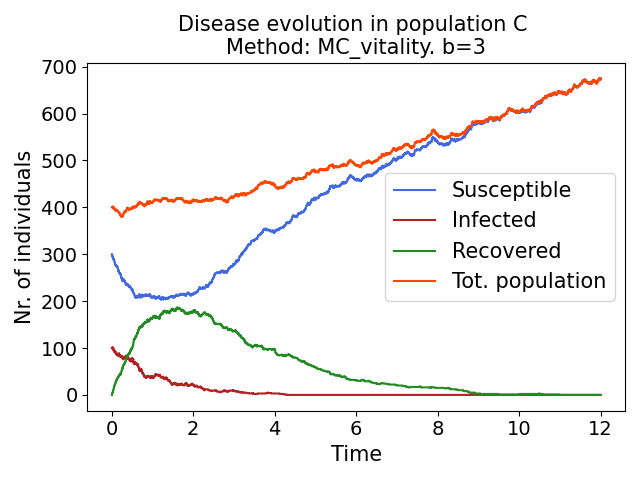 Disease evolution in population C
Method: MC_vitality. b=3
Nr. of individuals
700
600
500
400
300
200
100
0
Susceptible
Infected
Recovered
Tot. population
0 2 4 6 8 10 12
Time